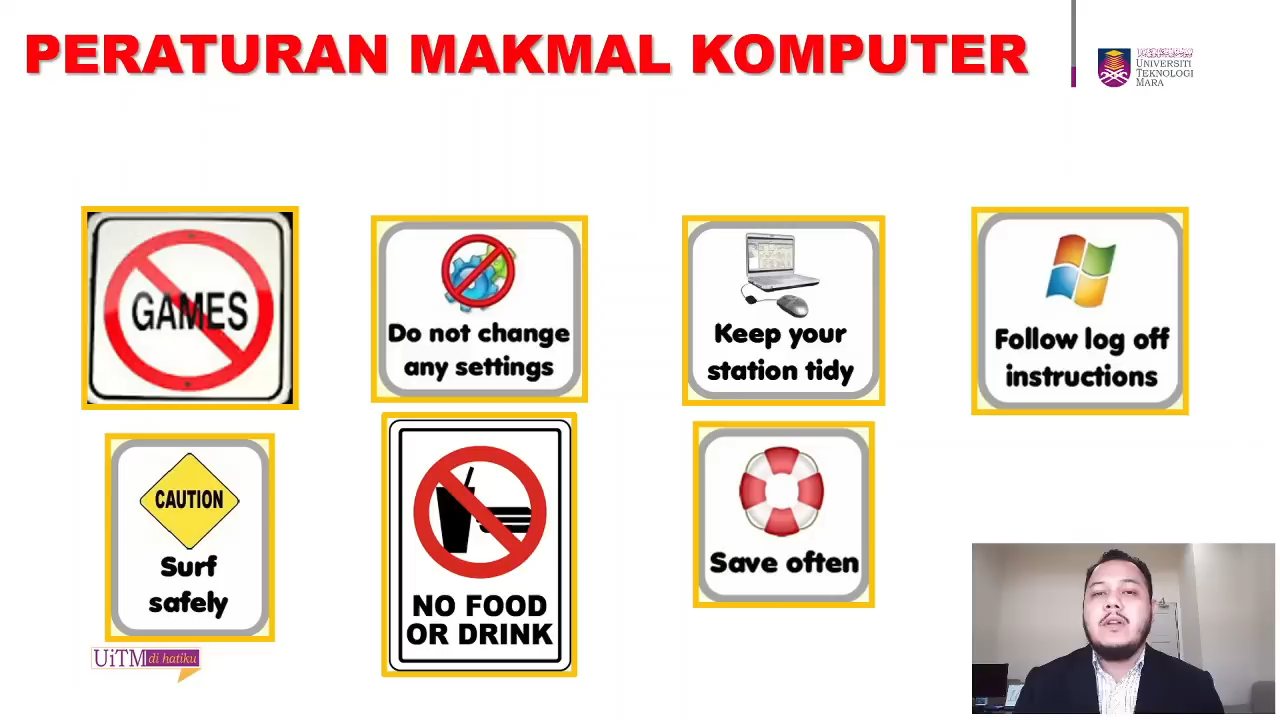 PERATURAN MAKMAL KOMPUTER
UNIVERSITI
TEKNOLOGI
MARA
GAMES
Do not change
any settings
Keep your
station tidy
Follow log off
instructions
CAUTION
Surf
safely
NO FOOD
OR DRINK
Save often
UiTM di hatiku